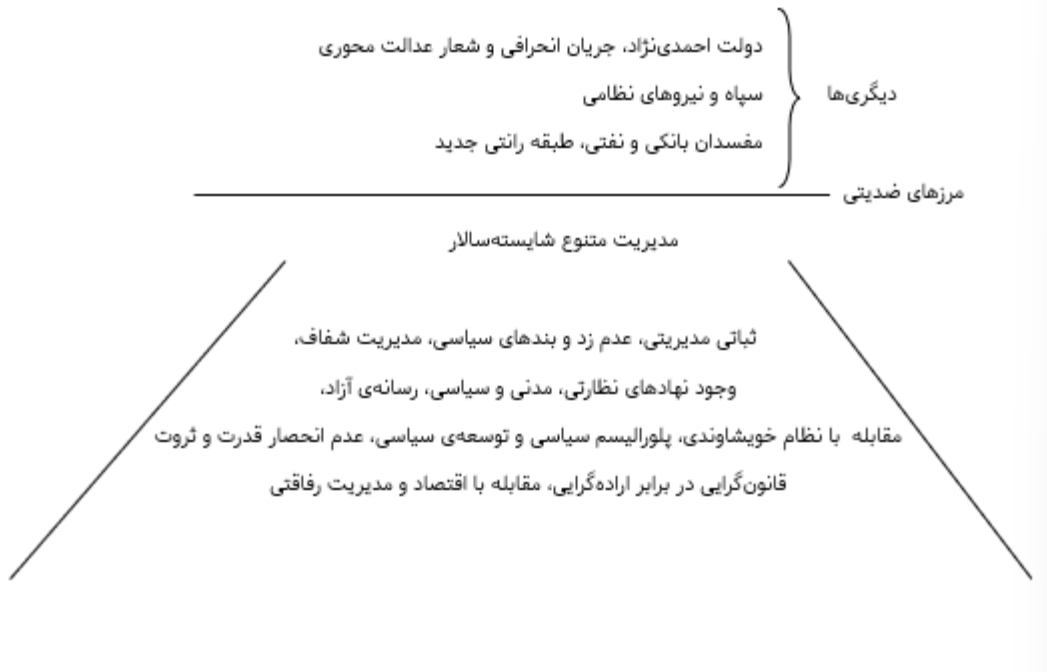 دولت احمدی‌نژاد، جریان انحرافی و شعار عدالت محوری
سپاه و نیروهای نظامی
دیگری‌ها
مفسدان بانکی و نفتی، طبقه رانتی جدید
مرزهای ضدیتی
مدیریت متنوع شایسته‌سالار
ثباتی مدیریتی، عدم زد و بندهای سیاسی، مدیریت شفاف،
وجود نهادهای نظارتی، مدنی و سیاسی، رسانه‌ی آزاد،
مقابله با نظام خویشاوندی، پلورالیسم سیاسی و توسعه‌ی سیاسی، عدم انحصار قدرت و ثروت
قانون‌گرایی در برابر اراده‌گرایی، مقابله با اقتصاد و مدیریت رفاقتی